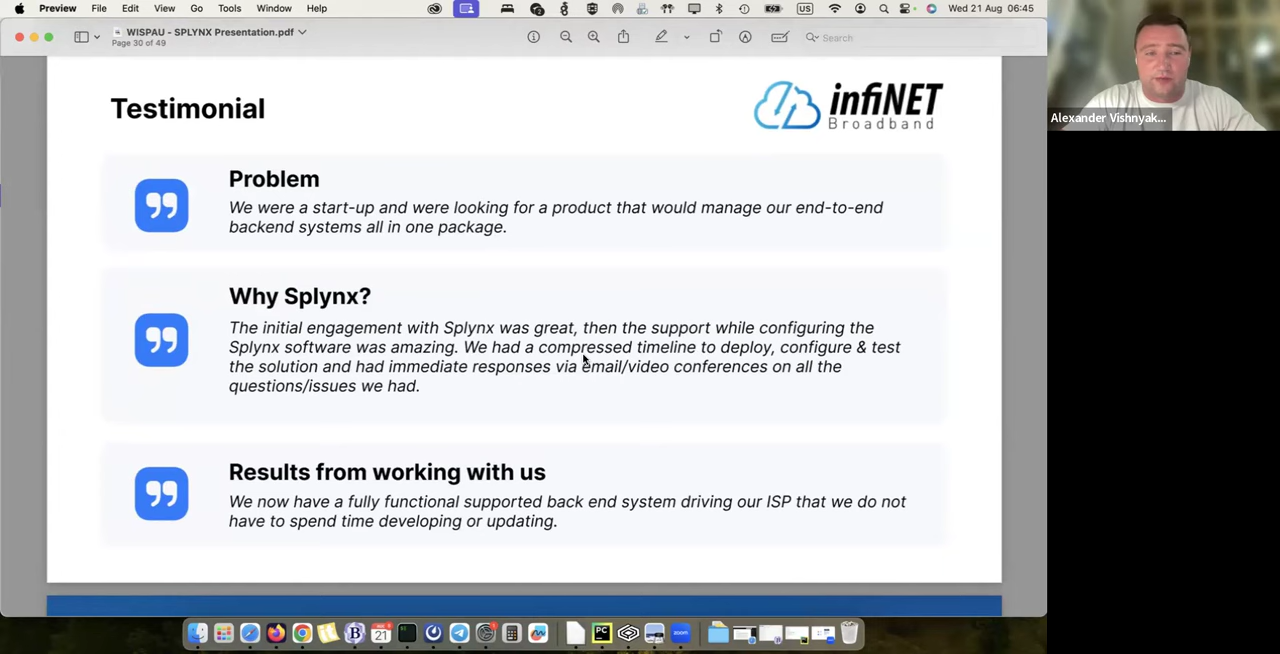 Preview File Edit View Go Tools Window Help
US
Wed 21 Aug 06:45
WISPAU - SPLYNX Presentation.pdf
Page 30 of 49
Search
Alexander Vishnyak...
Testimonial
infiNET
Broadband
Problem
We were a start-up and were looking for a product that would manage our end-to-end
backend systems all in one package.
Why Splynx?
The initial engagement with Splynx was great, then the support while configuring the
Splynx software was amazing. We had a compressed timeline to deploy, configure & test
the solution and had immediate responses via email/video conferences on all the
questions/issues we had.
Results from working with us
We now have a fully functional supported back end system driving our ISP that we do not
have to spend time developing or updating.
21
PC
zoom